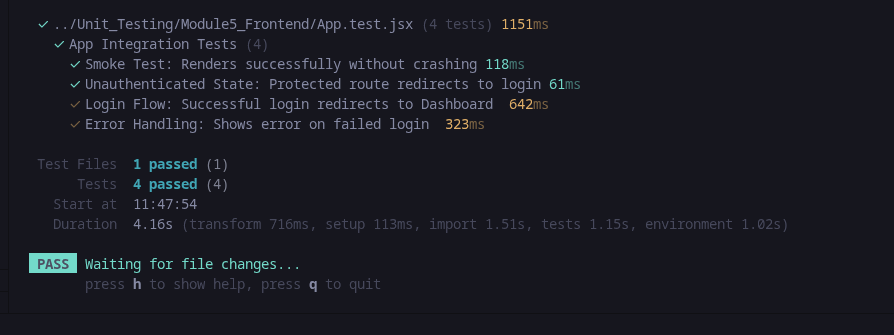 ✓ ../Unit_Testing/Module5_Frontend/App.test.jsx (4 tests) 1151ms
✓ App Integration Tests (4)
✓ Smoke Test: Renders successfully without crashing 118ms
✓ Unauthenticated State: Protected route redirects to login 61ms
✓ Login Flow: Successful login redirects to Dashboard 642ms
✓ Error Handling: Shows error on failed login 323ms
Test Files 1 passed (1)
Tests 4 passed (4)
Start at 11:47:54
Duration 4.16s (transform 716ms, setup 113ms, import 1.51s, tests 1.15s, environment 1.02s)
PASS Waiting for file changes...
press h to show help, press q to quit